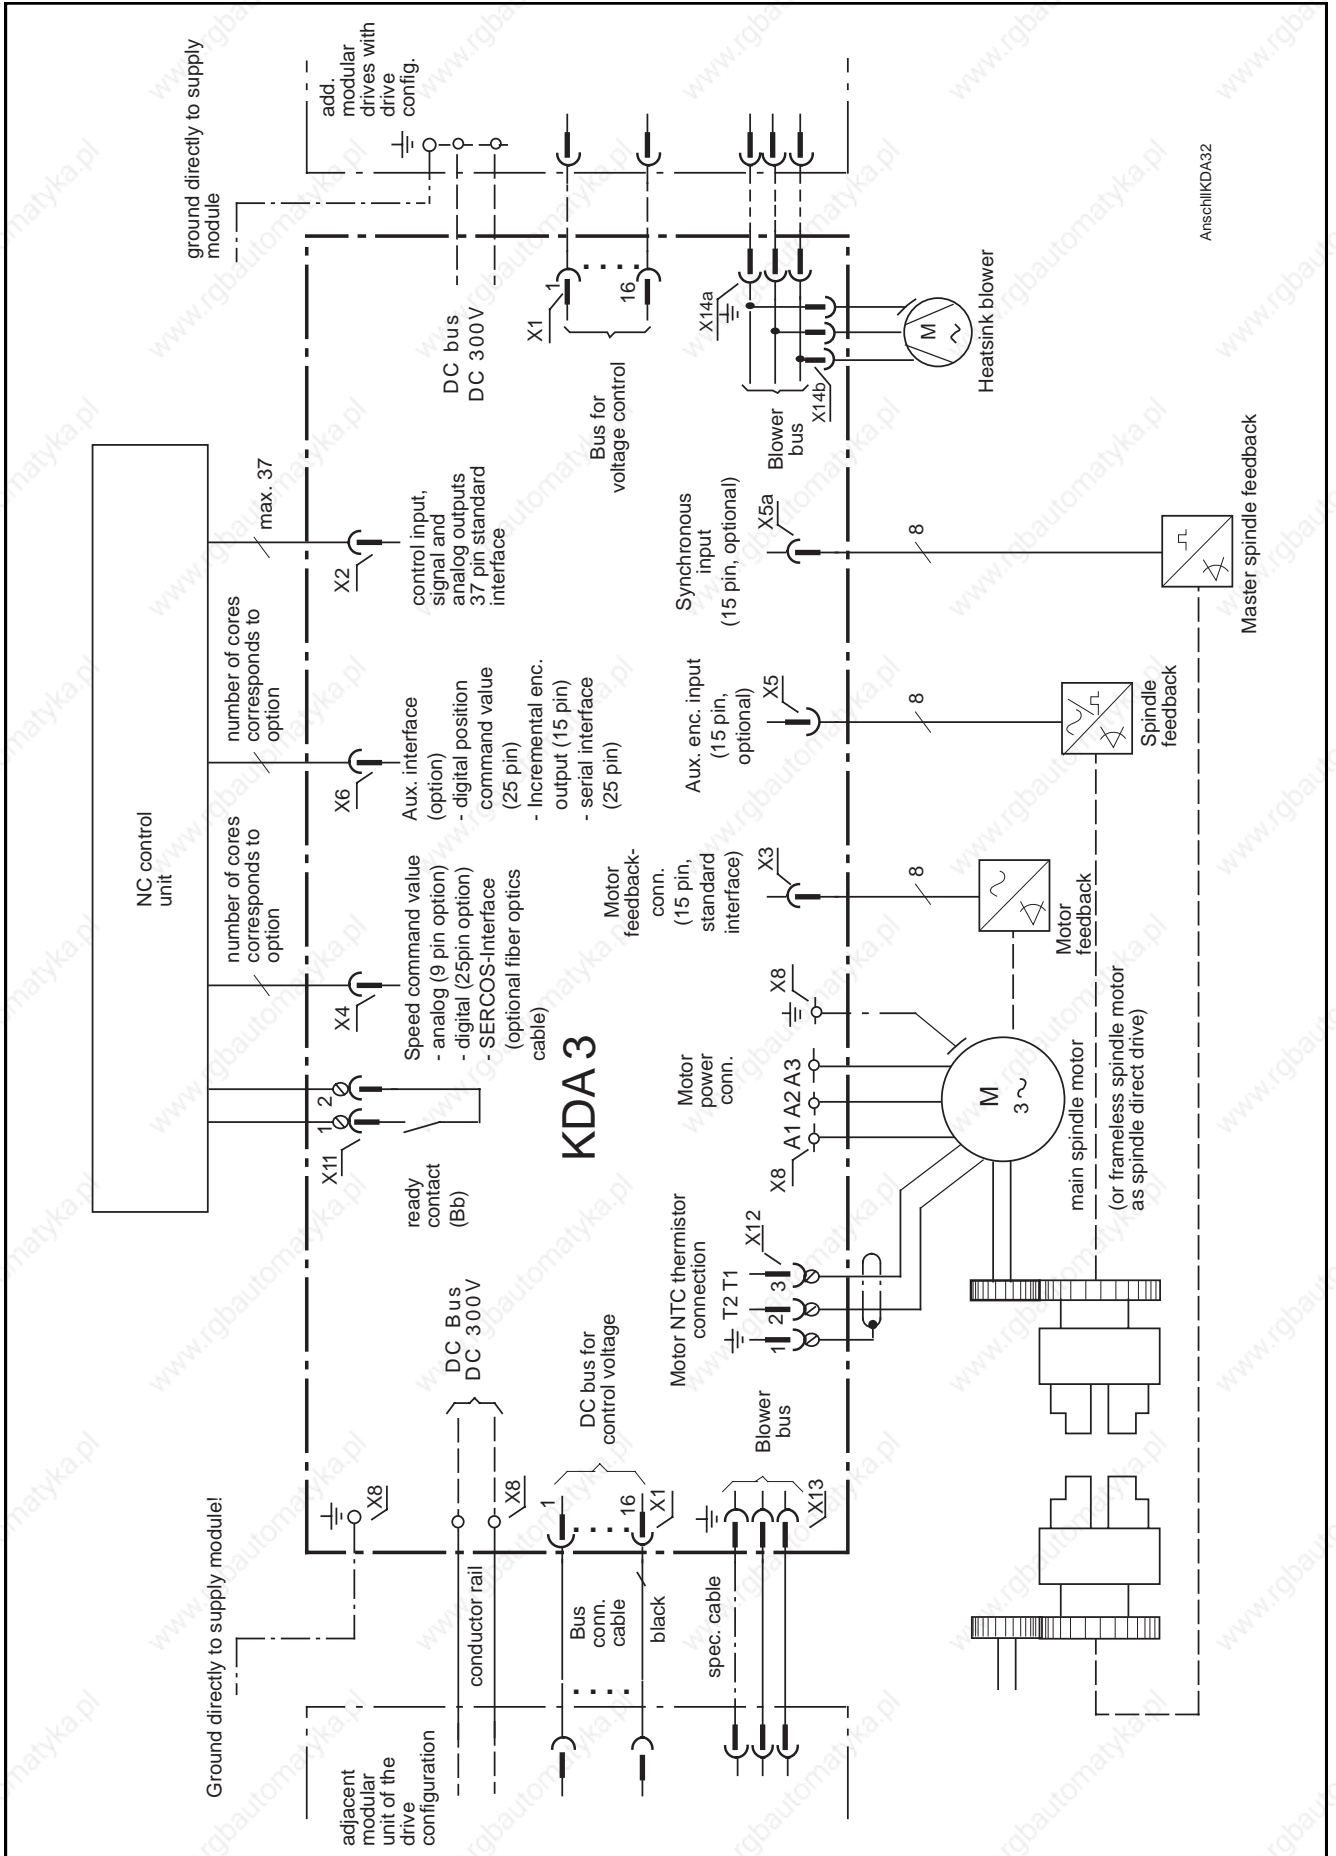 Ground directly to supply module!
ground directly to supply
module
NC control
unit
number of cores
corresponds to
option
number of cores
corresponds to
option
max. 37
adjacent
modular
unit of the
drive
configuration
add.
modular
drives with
drive
config.
X8
X11
1
2
X4
X6
X2
ready
contact
(Bb)
Speed command value
- analog (9 pin option)
- digital (25pin option)
- SERCOS-Interface
(optional fiber optics
cable)
Aux. interface
(option)
- digital position
command value
(25 pin)
- Incremental enc.
output (15 pin)
- serial interface
(25 pin)
control input,
signal and
analog outputs
37 pin standard
interface
conductor rail
X8
DC Bus
DC 300V
DC bus
DC 300V
KDA 3
Bus
conn.
cable
black
1
16
X1
DC bus for
control voltage
X1
1
16
Bus for
voltage control
spec. cable
X13
Blower
bus
Motor NTC thermistor
connection
T2 T1
X12
1
2
3
Motor
power
conn.
X8
A1 A2 A3
X8
Motor
feedback-
conn.
(15 pin,
standard
interface)
X3
Aux. enc. input
(15 pin,
optional)
X5
Synchronous
input
(15 pin, optional)
X5a
Blower
bus
X14a
X14b
8
8
8
M
3 ~
main spindle motor
(or frameless spindle motor
as spindle direct drive)
Motor
feedback
Spindle
feedback
Master spindle feedback
M
~
Heatsink blower
AnschllKDA32
www.rgbautomatyka.pl